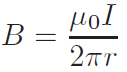 B = \frac{\mu_0 I}{2\pi r}